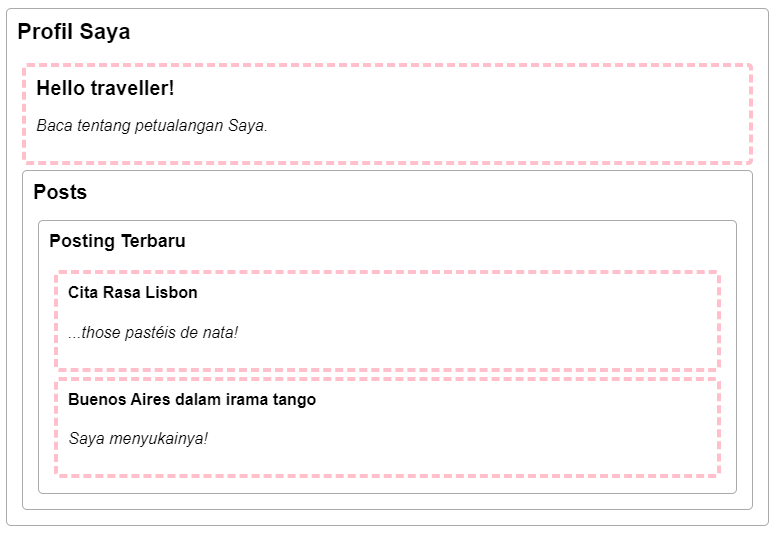 Profil Saya
Hello traveller!
Baca tentang petualangan Saya.
Posts
Posting Terbaru
Cita Rasa Lisbon
...those pastéis de nata!
Buenos Aires dalam irama tango
Saya menyukainya!